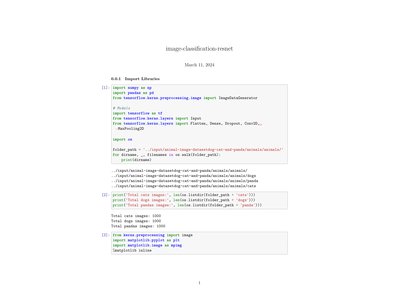 image-classification-resnet
March 11, 2024
0.0.1 Import Libraries
[1]: import numpy as np
import pandas as pd
from tensorflow.keras.preprocessing.image import ImageDataGenerator
# Models
import tensorflow as tf
from tensorflow.keras.layers import Input
from tensorflow.keras.layers import Flatten, Dense, Dropout, Conv2D,
MaxPooling2D
import os
folder_path = '../input/animal-image-datasetdog-cat-and-panda/animals/animals/'
for dirname, _, filenames in os.walk(folder_path):
print(dirname)
../input/animal-image-datasetdog-cat-and-panda/animals/animals/
../input/animal-image-datasetdog-cat-and-panda/animals/animals/dogs
../input/animal-image-datasetdog-cat-and-panda/animals/animals/panda
../input/animal-image-datasetdog-cat-and-panda/animals/animals/cats
[2]: print('Total cats images:', len(os.listdir(folder_path + 'cats')))
print('Total dogs images:', len(os.listdir(folder_path + 'dogs')))
print('Total pandas images:', len(os.listdir(folder_path + 'panda')))
Total cats images: 1000
Total dogs images: 1000
Total pandas images: 1000
[3]: from keras.preprocessing import image
import matplotlib.pyplot as plt
import matplotlib.image as mpimg
%matplotlib inline
1